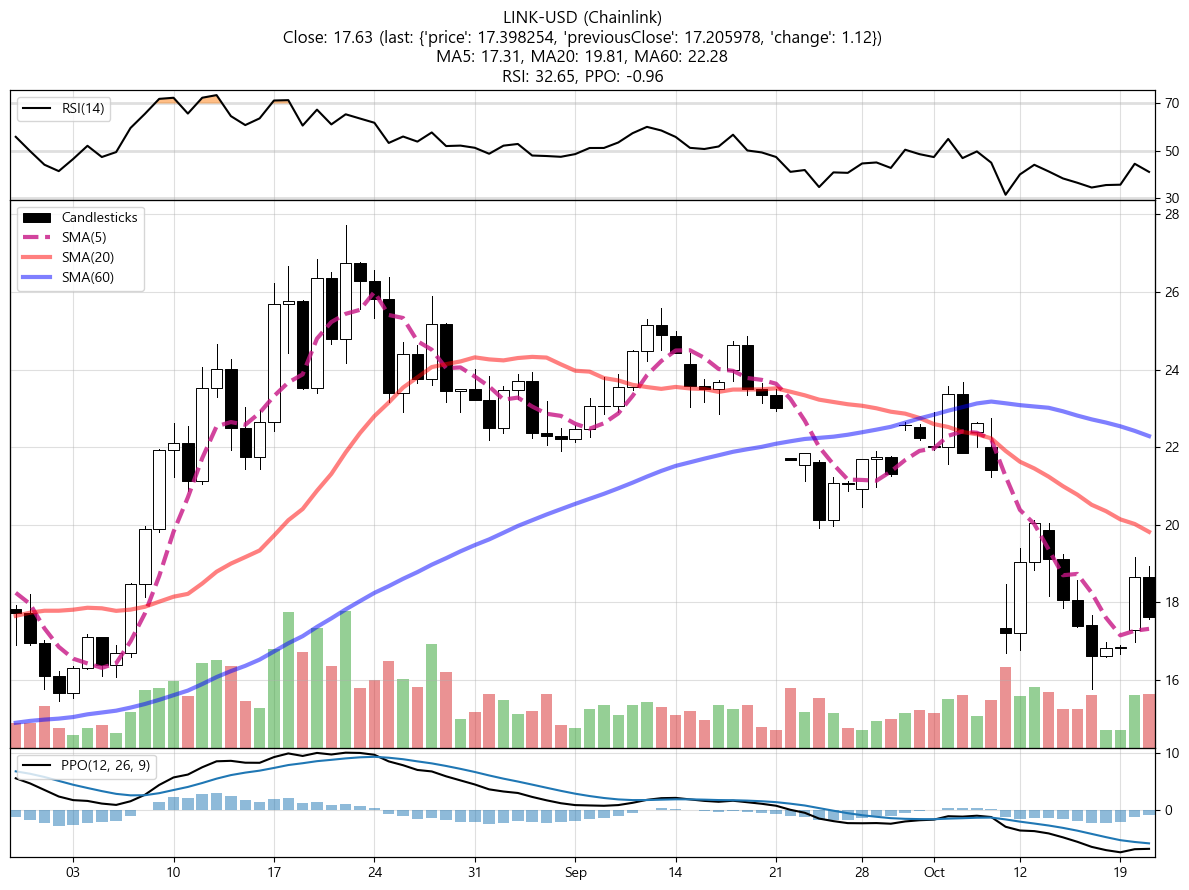 LINK-USD (Chainlink)
Close: 17.63 (last: {'price': 17.398254, 'previousClose': 17.205978, 'change': 1.12})
MA5: 17.31, MA20: 19.81, MA60: 22.28
RSI: 32.65, PPO: -0.96
RSI(14)
70
50
30
Candlesticks
SMA(5)
SMA(20)
SMA(60)
28
26
24
22
20
18
16
PPO(12, 26, 9)
10
0
03 10 17 24 31 Sep 14 21 28 Oct 12 19